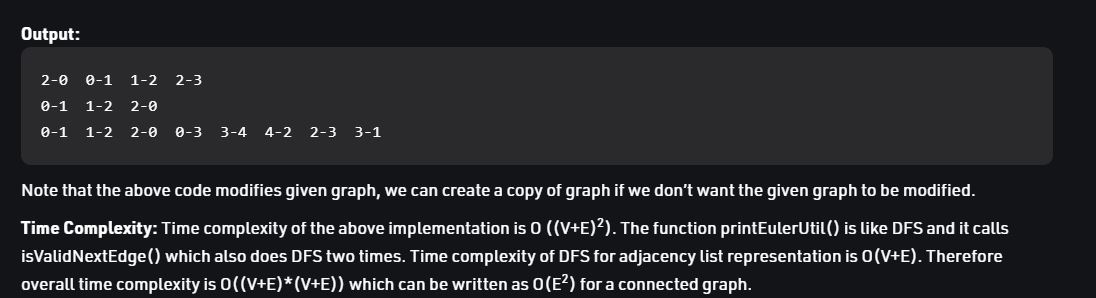 Output:
2-0 0-1 1-2 2-3
0-1 1-2 2-0
0-1 1-2 2-0 0-3 3-4 4-2 2-3 3-1
Note that the above code modifies given graph, we can create a copy of graph if we don’t want the given graph to be modified.
Time Complexity: Time complexity of the above implementation is O ((V+E)²). The function printEulerUtil() is like DFS and it calls
isValidNextEdge() which also does DFS two times. Time complexity of DFS for adjacency list representation is O(V+E). Therefore
overall time complexity is O((V+E)*(V+E)) which can be written as O(E²) for a connected graph.